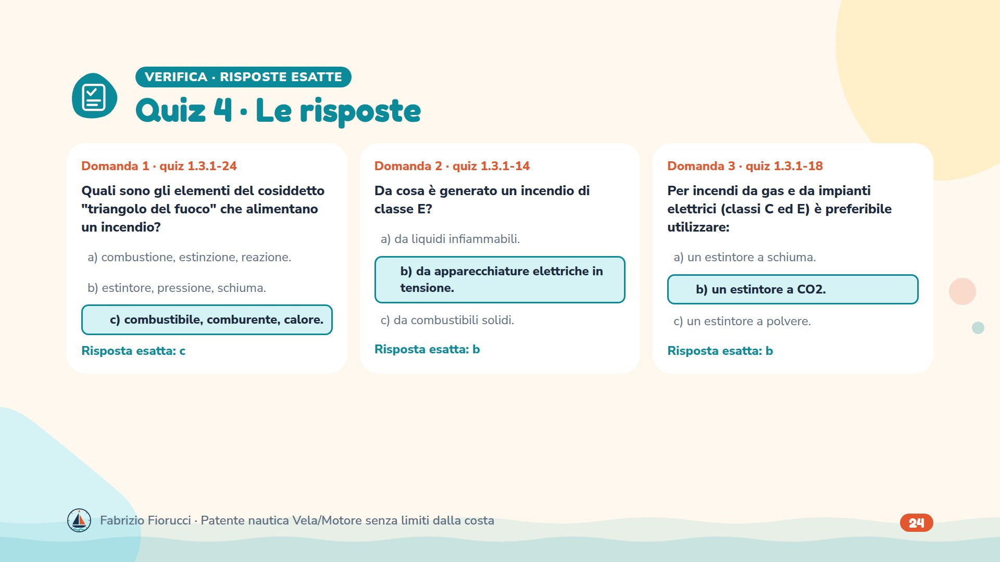 VERIFICA · RISPOSTE ESATTE
Quiz 4 · Le risposte
Domanda 1 · quiz 1.3.1-24
Quali sono gli elementi del cosiddetto
"triangolo del fuoco" che alimentano
un incendio?
a) combustione, estinzione, reazione.
b) estintore, pressione, schiuma.
c) combustibile, comburente, calore.
Risposta esatta: c
Domanda 2 · quiz 1.3.1-14
Da cosa è generato un incendio di
classe E?
a) da liquidi infiammabili.
b) da apparecchiature elettriche in
tensione.
c) da combustibili solidi.
Risposta esatta: b
Domanda 3 · quiz 1.3.1-18
Per incendi da gas e da impianti
elettrici (classi C ed E) è preferibile
utilizzare:
a) un estintore a schiuma.
b) un estintore a CO2.
c) un estintore a polvere.
Risposta esatta: b
Fabrizio Fiorucci · Patente nautica Vela/Motore senza limiti dalla costa
24